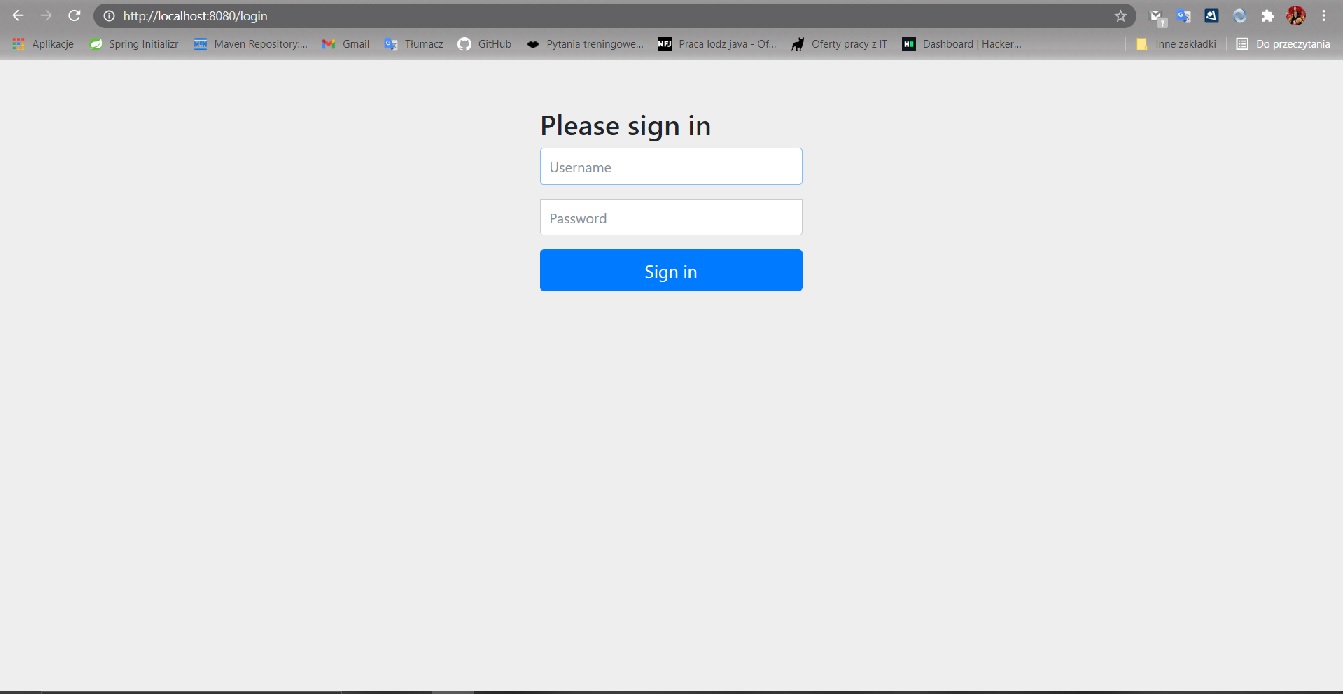 http://localhost:8080/login
Aplikacje Spring Initializr Maven Repository:... Gmail Tłumacz GitHub Pytania treningowe... NFJ Praca lodz java - Of... Oferty pracy z IT H Dashboard | Hacker... Inne zakładki Do przeczytania
Please sign in
Username
Password
Sign in